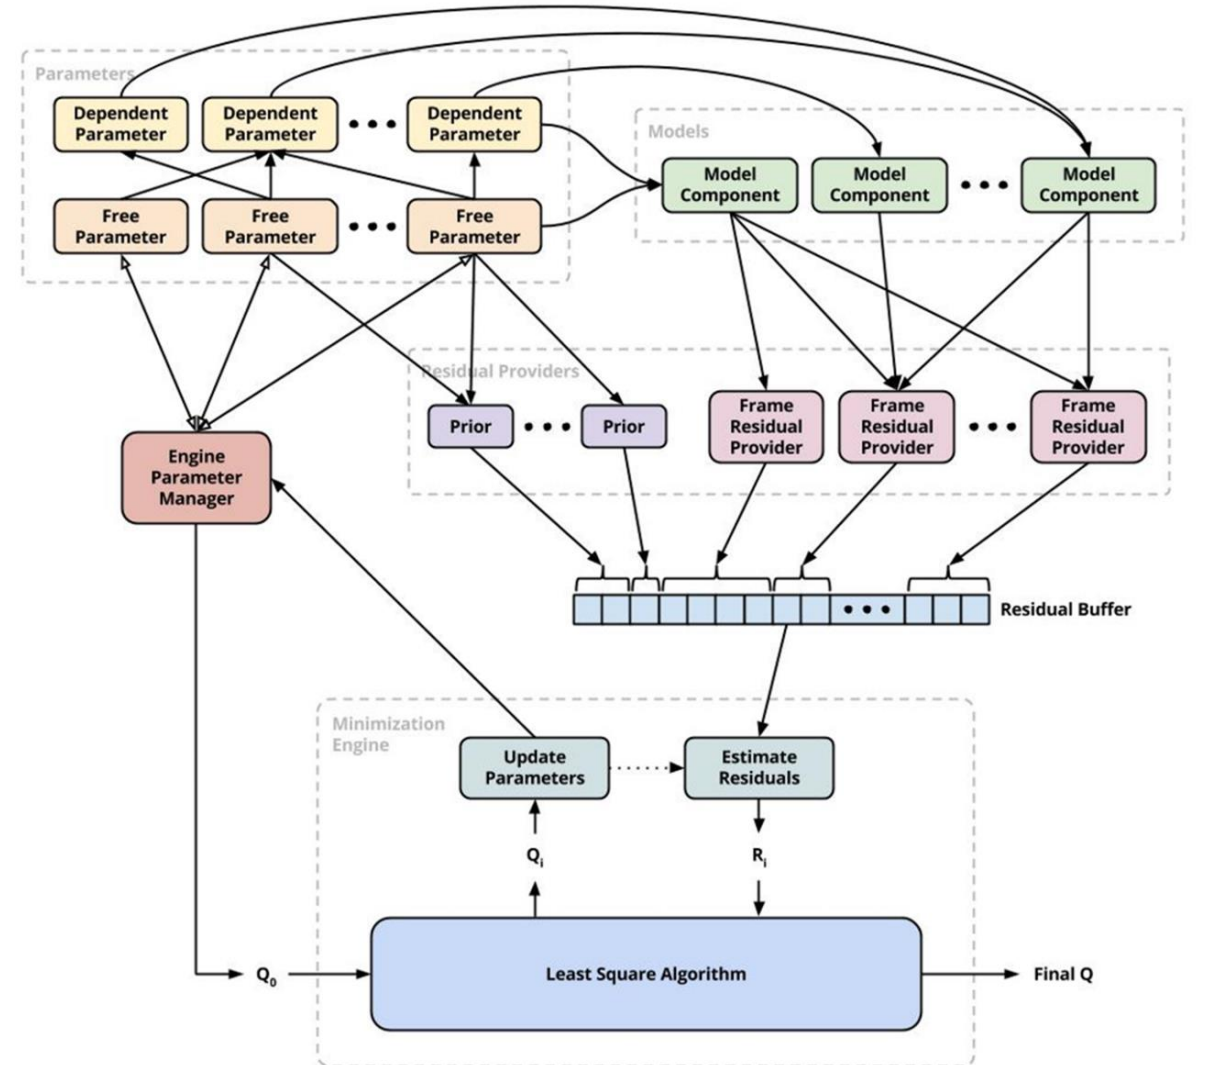 Parameters
Dependent
Parameter
Dependent
Parameter
Dependent
Parameter
Free
Parameter
Free
Parameter
Free
Parameter
Models
Model
Component
Model
Component
Model
Component
Residual Providers
Prior
Prior
Frame
Residual
Provider
Frame
Residual
Provider
Frame
Residual
Provider
Engine
Parameter
Manager
Residual Buffer
Minimization
Engine
Update
Parameters
Estimate
Residuals
Qi
Ri
Q0
Least Square Algorithm
Final Q